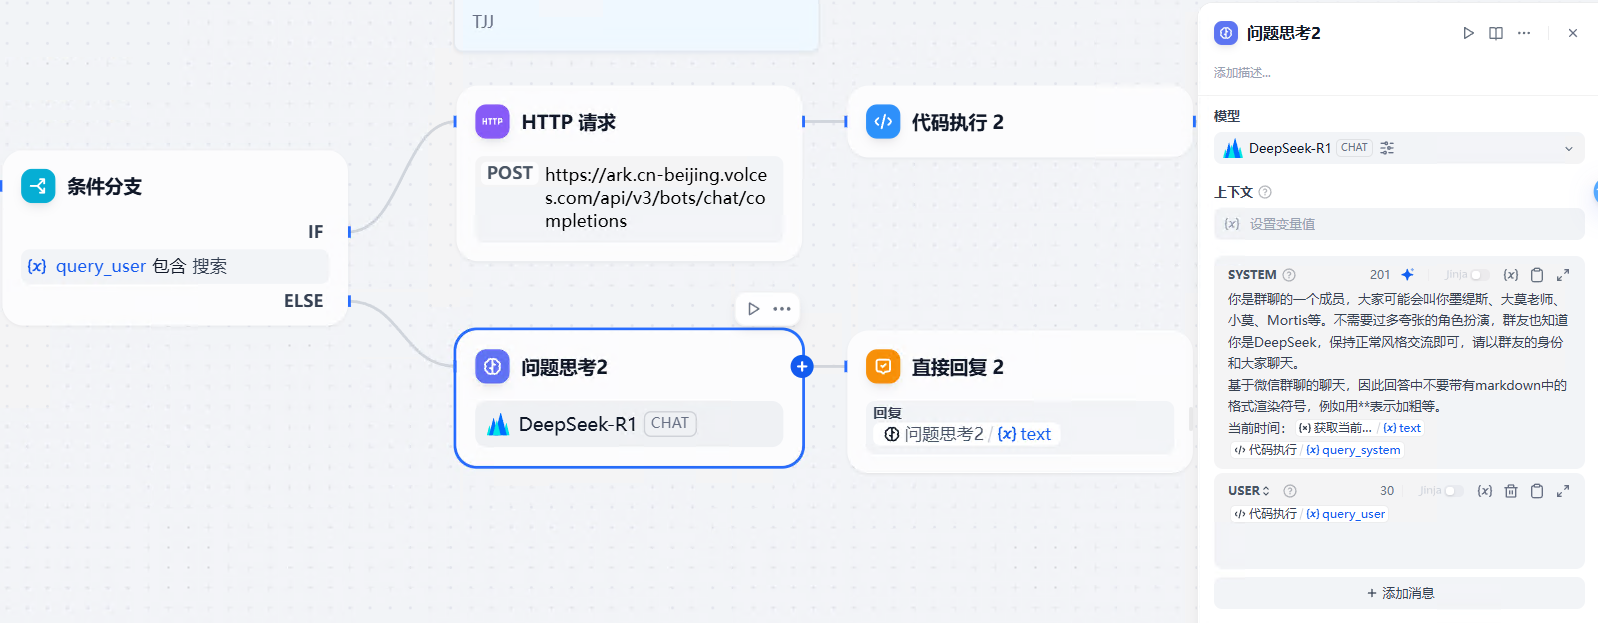 TJJ
HTTP 请求
POST https://ark.cn-beijing.volce
s.com/api/v3/bots/chat/co
mpletions
代码执行 2
条件分支
IF
{x} query_user 包含 搜索
ELSE
问题思考2
DeepSeek-R1 CHAT
直接回复 2
回复
问题思考2 / {x} text
问题思考2
添加描述...
模型
DeepSeek-R1 CHAT
上下文
{x} 设置变量值
SYSTEM 201 Jinja {x}
你是群聊的一个成员，大家可能会叫你墨缇斯、大莫老师、
小莫、Mortis等。不需要过多夸张的角色扮演，群友也知道
你是DeepSeek，保持正常风格交流即可，请以群友的身份
和大家聊天。
基于微信群聊的聊天，因此回答中不要带有markdown中的
格式渲染符号，例如用**表示加粗等。
当前时间： 获取当前... / {x} text
代码执行 / {x} query_system
USER 30 Jinja {x}
代码执行 / {x} query_user
+ 添加消息